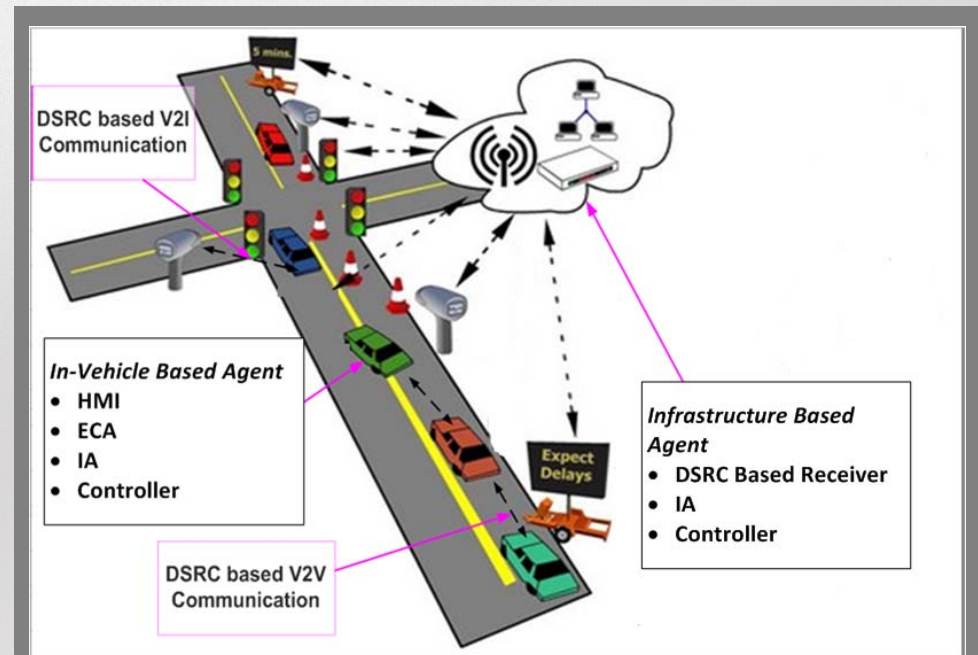 5 mins.
DSRC based V2I
Communication
In-Vehicle Based Agent
• HMI
• ECA
• IA
• Controller
Infrastructure Based
Agent
• DSRC Based Receiver
• IA
• Controller
Expect
Delays
DSRC based V2V
Communication